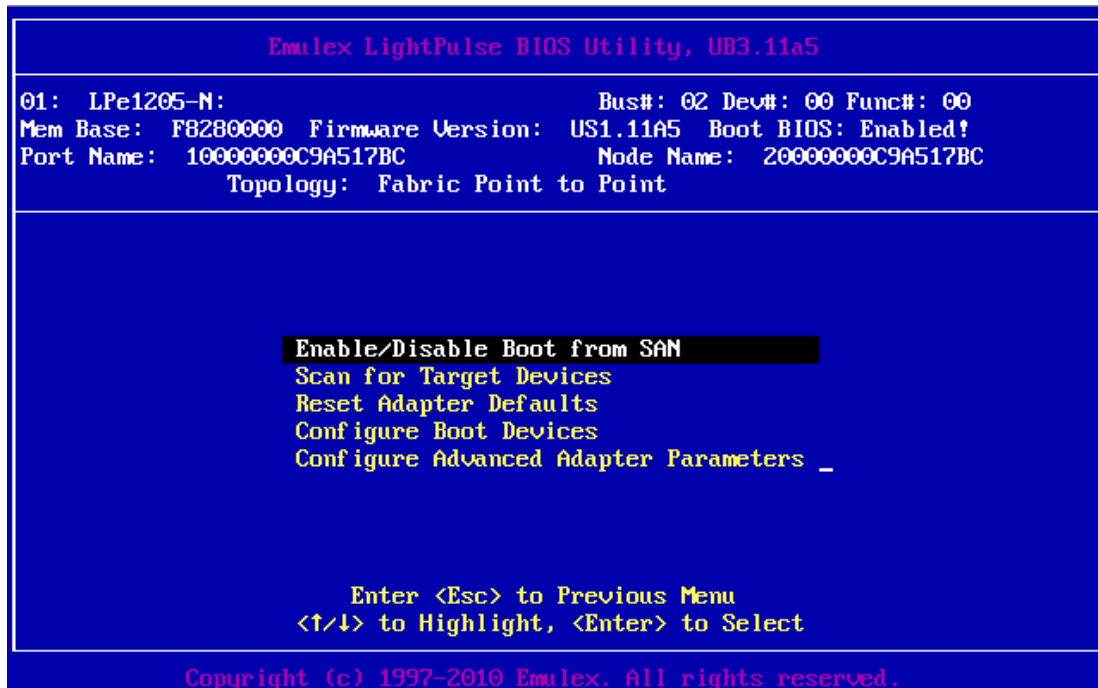 Emulex LightPulse BIOS Utility, UB3.11a5
01: LPe1205-N: Bus#: 02 Dev#: 00 Func#: 00
Mem Base: F8280000 Firmware Version: US1.11A5 Boot BIOS: Enabled!
Port Name: 10000000C9A517BC Node Name: 20000000C9A517BC
Topology: Fabric Point to Point
Enable/Disable Boot from SAN
Scan for Target Devices
Reset Adapter Defaults
Configure Boot Devices
Configure Advanced Adapter Parameters _
Enter <Esc> to Previous Menu
<↑/↓> to Highlight, <Enter> to Select
Copyright (c) 1997-2010 Emulex. All rights reserved.